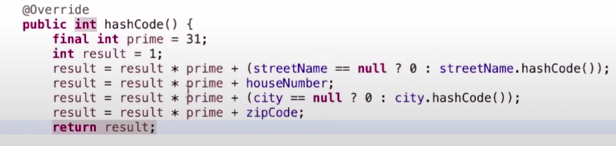 @Override
public int hashCode() {
final int prime = 31;
int result = 1;
result = result * prime + (streetName == null ? 0 : streetName.hashCode());
result = result * prime + houseNumber;
result = result * prime + (city == null ? 0 : city.hashCode());
result = result * prime + zipCode;
return result;